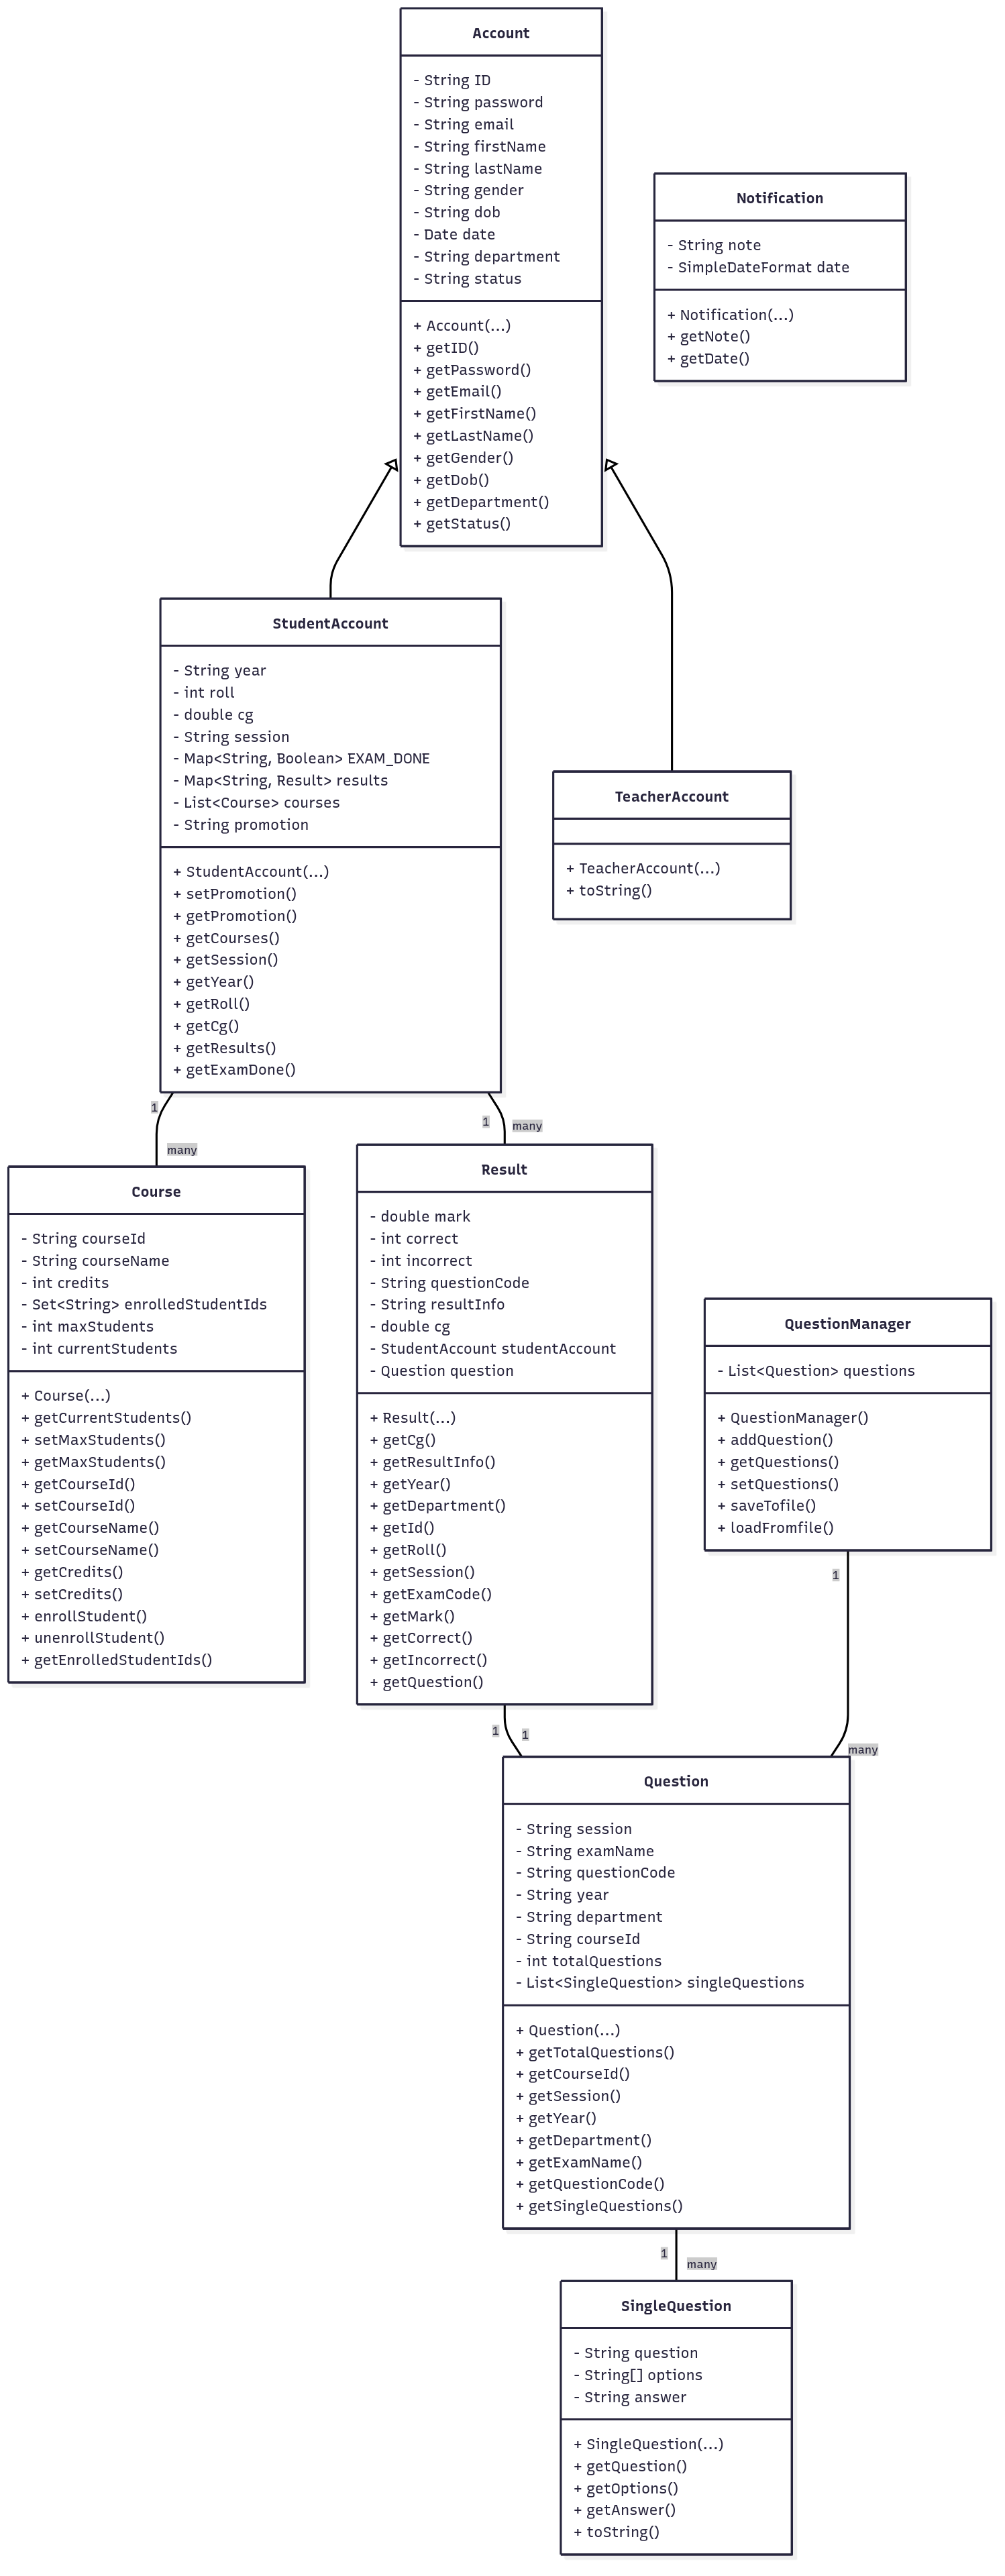 Account
- String ID
- String password
- String email
- String firstName
- String lastName
- String gender
- String dob
- Date date
- String department
- String status
+ Account(...)
+ getID()
+ getPassword()
+ getEmail()
+ getFirstName()
+ getLastName()
+ getGender()
+ getDob()
+ getDepartment()
+ getStatus()
Notification
- String note
- SimpleDateFormat date
+ Notification(...)
+ getNote()
+ getDate()
StudentAccount
- String year
- int roll
- double cg
- String session
- Map<String, Boolean> EXAM_DONE
- Map<String, Result> results
- List<Course> courses
- String promotion
+ StudentAccount(...)
+ setPromotion()
+ getPromotion()
+ getCourses()
+ getSession()
+ getYear()
+ getRoll()
+ getCg()
+ getResults()
+ getExamDone()
TeacherAccount
+ TeacherAccount(...)
+ toString()
1
many
1
many
Course
- String courseId
- String courseName
- int credits
- Set<String> enrolledStudentIds
- int maxStudents
- int currentStudents
+ Course(...)
+ getCurrentStudents()
+ setMaxStudents()
+ getMaxStudents()
+ getCourseId()
+ setCourseId()
+ getCourseName()
+ setCourseName()
+ getCredits()
+ setCredits()
+ enrollStudent()
+ unenrollStudent()
+ getEnrolledStudentIds()
Result
- double mark
- int correct
- int incorrect
- String questionCode
- String resultInfo
- double cg
- StudentAccount studentAccount
- Question question
+ Result(...)
+ getCg()
+ getResultInfo()
+ getYear()
+ getDepartment()
+ getId()
+ getRoll()
+ getSession()
+ getExamCode()
+ getMark()
+ getCorrect()
+ getIncorrect()
+ getQuestion()
QuestionManager
- List<Question> questions
+ QuestionManager()
+ addQuestion()
+ getQuestions()
+ setQuestions()
+ saveTofile()
+ loadFromfile()
1
1
1
many
Question
- String session
- String examName
- String questionCode
- String year
- String department
- String courseId
- int totalQuestions
- List<SingleQuestion> singleQuestions
+ Question(...)
+ getTotalQuestions()
+ getCourseId()
+ getSession()
+ getYear()
+ getDepartment()
+ getExamName()
+ getQuestionCode()
+ getSingleQuestions()
1
many
SingleQuestion
- String question
- String[] options
- String answer
+ SingleQuestion(...)
+ getQuestion()
+ getOptions()
+ getAnswer()
+ toString()